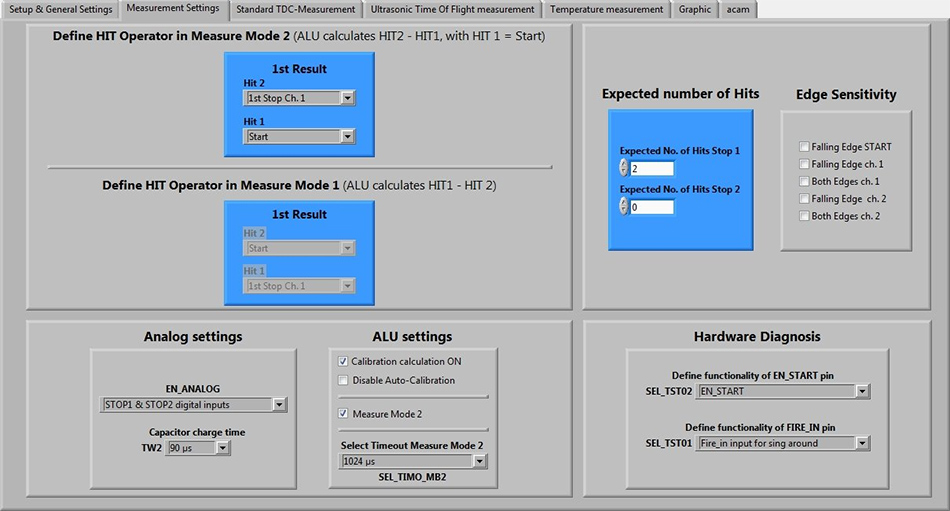 Setup & General Settings
Measurement Settings
Standard TDC-Measurement
Ultrasonic Time Of Flight measurement
Temperature measurement
Graphic
acam
Define HIT Operator in Measure Mode 2 (ALU calculates HIT2 - HIT1, with HIT 1 = Start)
1st Result
Hit 2
1st Stop Ch. 1
Hit 1
Start
Define HIT Operator in Measure Mode 1 (ALU calculates HIT1 - HIT 2)
1st Result
Hit 2
Start
Hit 1
1st Stop Ch. 1
Expected number of Hits
Expected No. of Hits Stop 1
2
Expected No. of Hits Stop 2
0
Edge Sensitivity
Falling Edge START
Falling Edge ch. 1
Both Edges ch. 1
Falling Edge ch. 2
Both Edges ch. 2
Analog settings
EN_ANALOG
STOP1 & STOP2 digital inputs
Capacitor charge time
TW2 90 µs
ALU settings
Calibration calculation ON
Disable Auto-Calibration
Measure Mode 2
Select Timeout Measure Mode 2
1024 µs
SEL_TIMO_MB2
Hardware Diagnosis
Define functionality of EN_START pin
SEL_TST02 EN_START
Define functionality of FIRE_IN pin
SEL_TST01 Fire_in input for sing around